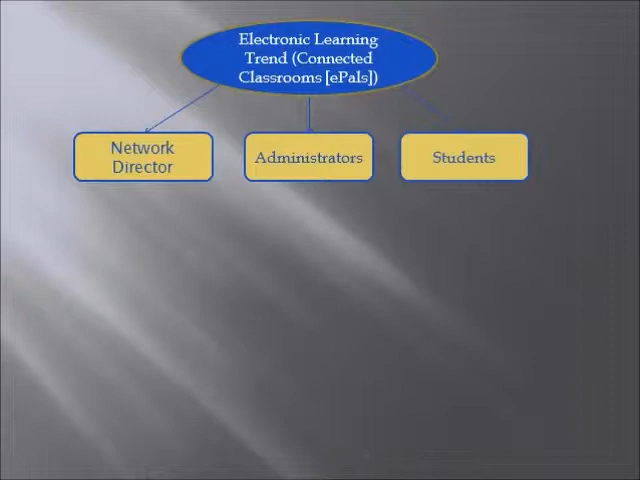 Electronic Learning
Trend (Connected
Classrooms [ePals])
Network
Director
Administrators
Students